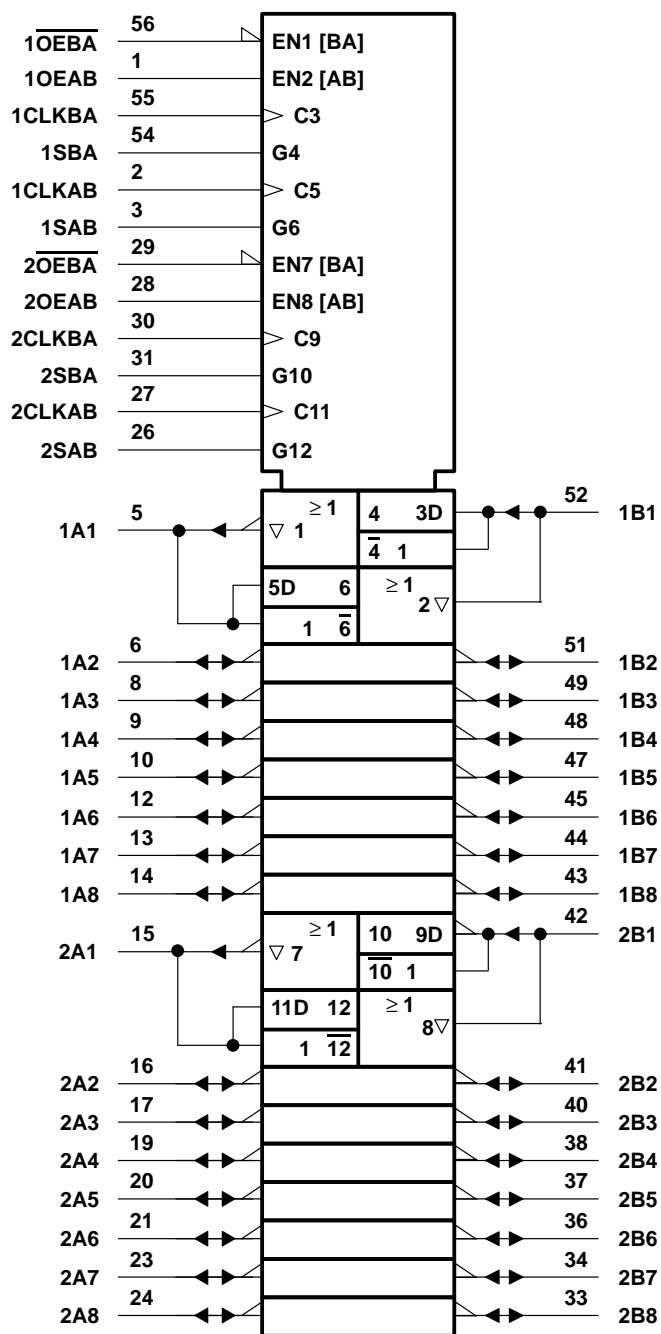 1O̅E̅B̅A̅ 56 EN1 [BA]
1OEAB 1 EN2 [AB]
1CLKBA 55 C3
1SBA 54 G4
1CLKAB 2 C5
1SAB 3 G6
2O̅E̅B̅A̅ 29 EN7 [BA]
2OEAB 28 EN8 [AB]
2CLKBA 30 C9
2SBA 31 G10
2CLKAB 27 C11
2SAB 26 G12
1A1 5 ≥ 1 ▽ 1 4 3D 52 1B1
4̅ 1
5D 6 ≥ 1 2 ▽
1 6̅
1A2 6 51 1B2
1A3 8 49 1B3
1A4 9 48 1B4
1A5 10 47 1B5
1A6 12 45 1B6
1A7 13 44 1B7
1A8 14 43 1B8
2A1 15 ≥ 1 ▽ 7 10 9D 42 2B1
1̅0̅ 1
11D 12 ≥ 1 8 ▽
1 1̅2̅
2A2 16 41 2B2
2A3 17 40 2B3
2A4 19 38 2B4
2A5 20 37 2B5
2A6 21 36 2B6
2A7 23 34 2B7
2A8 24 33 2B8